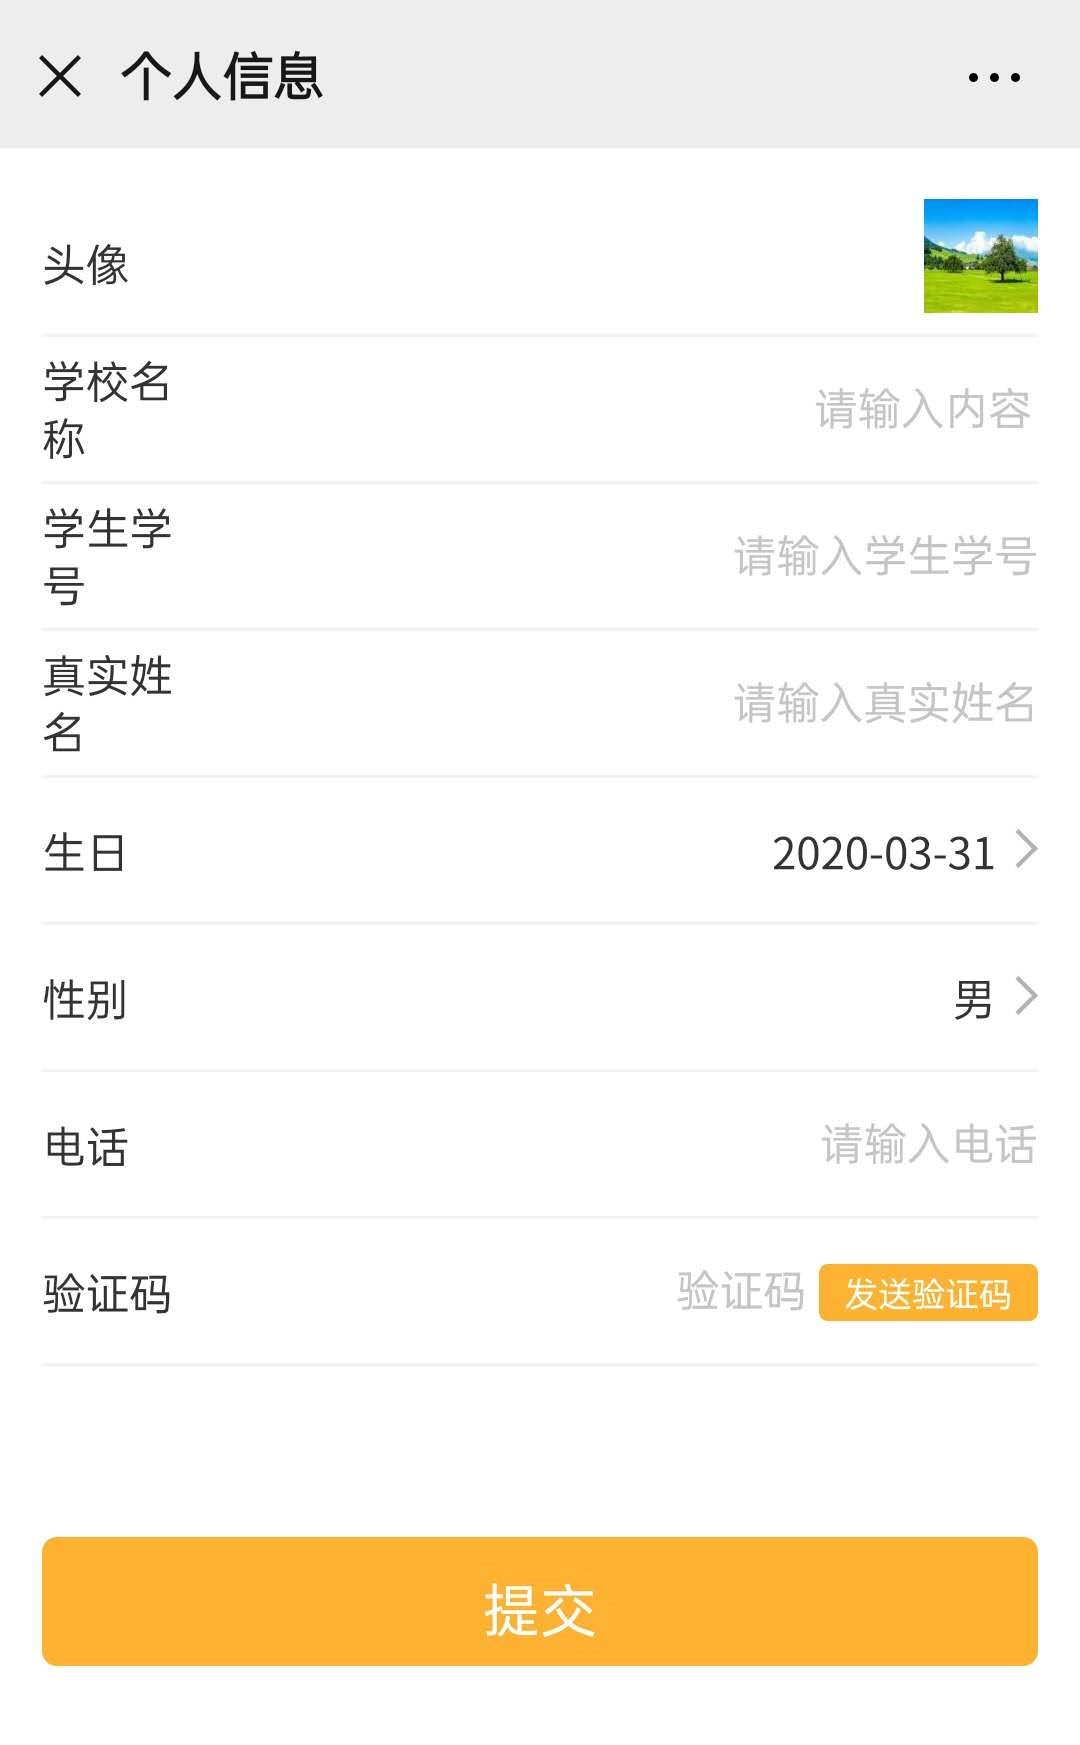 个人信息
头像
学校名
称
请输入内容
学生学
号
请输入学生学号
真实姓
名
请输入真实姓名
生日
2020-03-31
性别
男
电话
请输入电话
验证码
验证码
发送验证码
提交